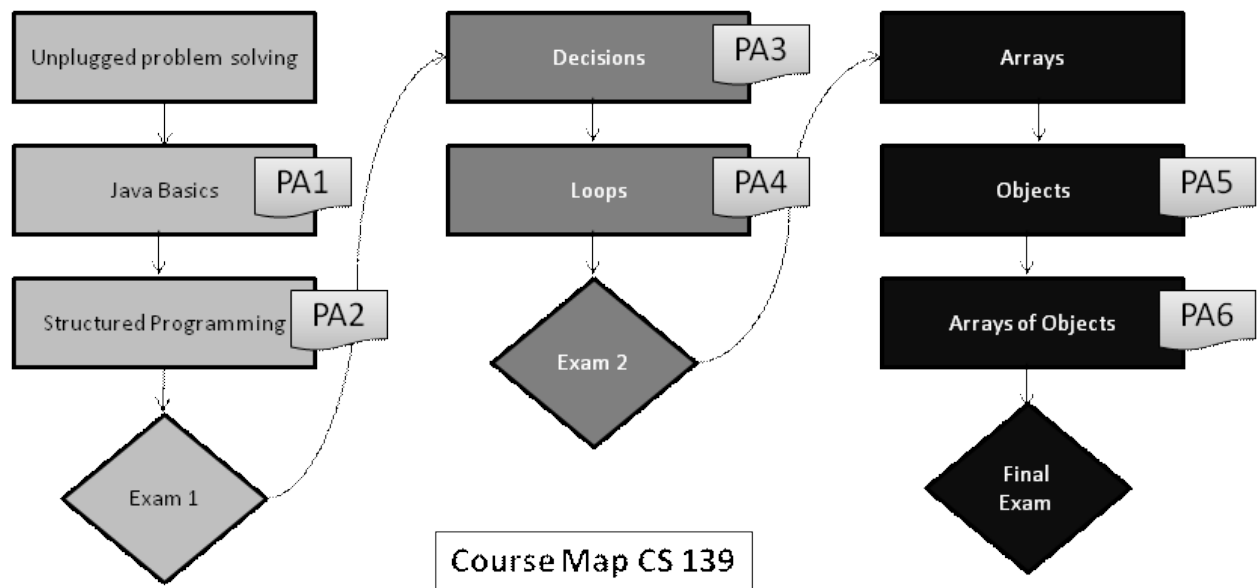 Unplugged problem solving
Java Basics
PA1
Structured Programming
PA2
Exam 1
Decisions
PA3
Loops
PA4
Exam 2
Arrays
Objects
PA5
Arrays of Objects
PA6
Final
Exam
Course Map CS 139